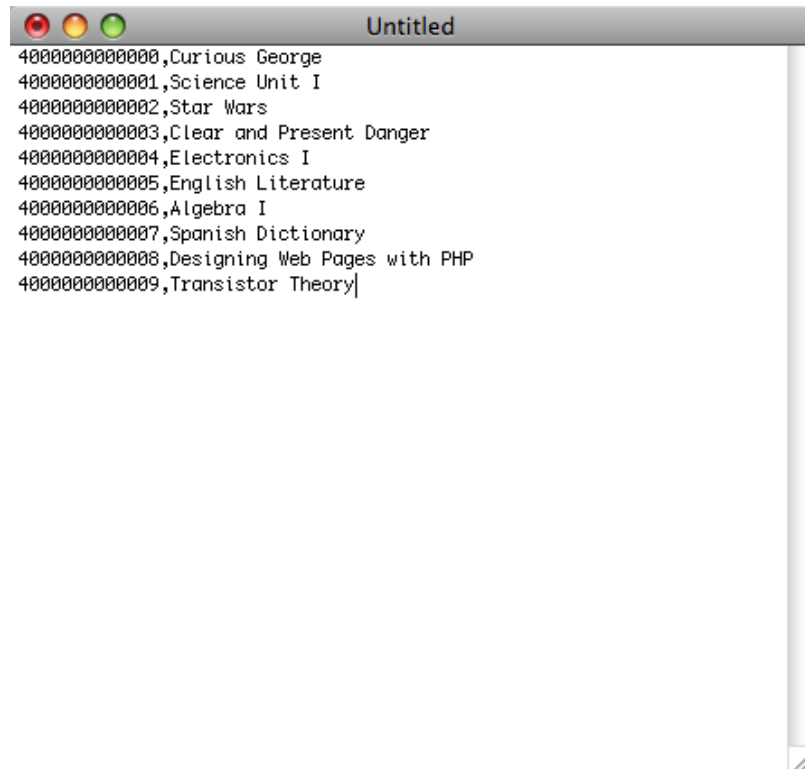 Untitled
4000000000000,Curious George
4000000000001,Science Unit I
4000000000002,Star Wars
4000000000003,Clear and Present Danger
4000000000004,Electronics I
4000000000005,English Literature
4000000000006,Algebra I
4000000000007,Spanish Dictionary
4000000000008,Designing Web Pages with PHP
4000000000009,Transistor Theory